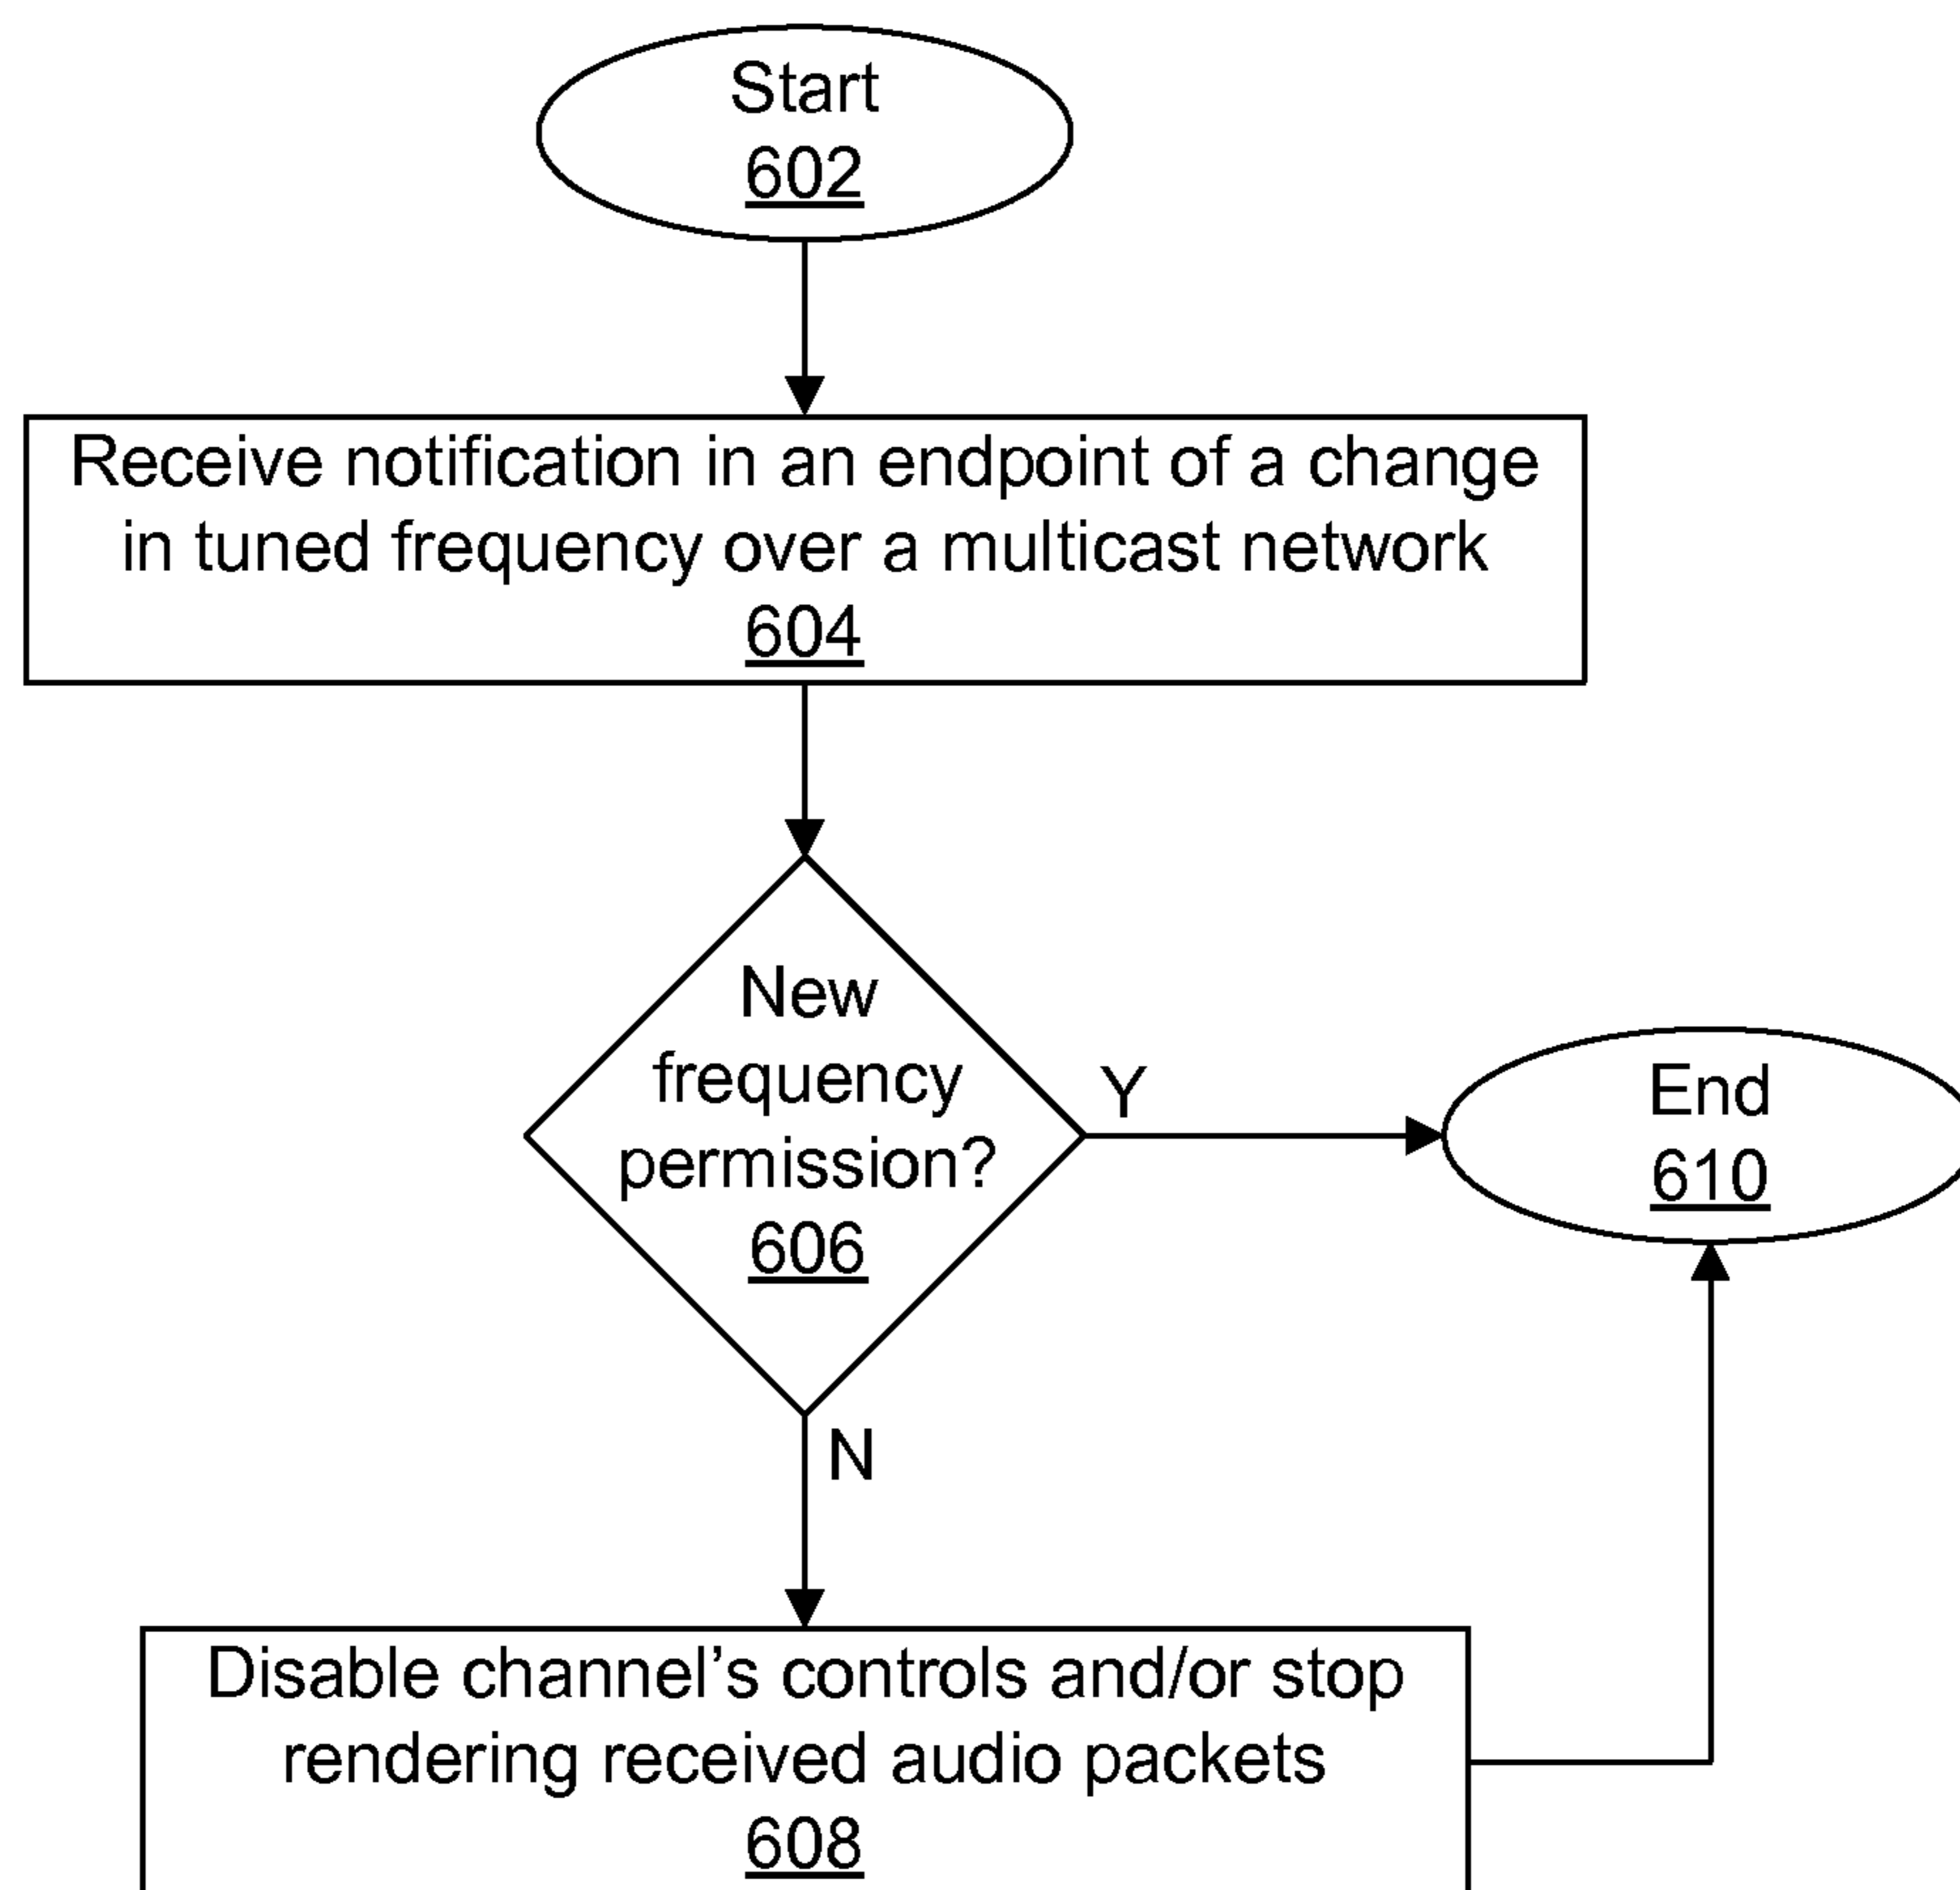 Start
602
Receive notification in an endpoint of a change
in tuned frequency over a multicast network
604
New
frequency
permission?
606
Y
End
610
N
Disable channel’s controls and/or stop
rendering received audio packets
608